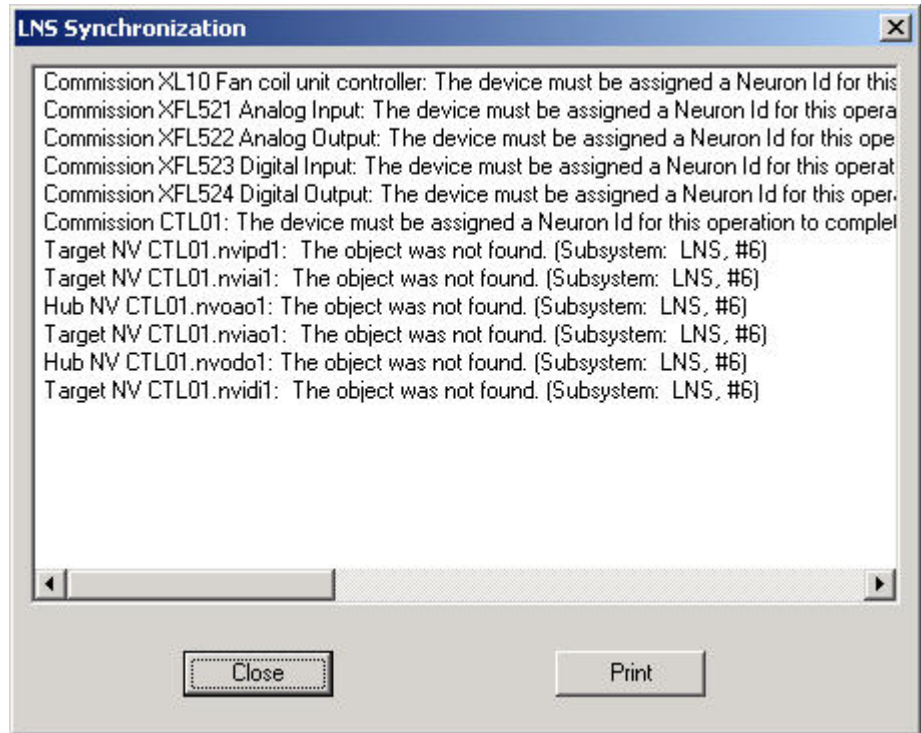 LNS Synchronization
Commission XL10 Fan coil unit controller: The device must be assigned a Neuron Id for this
Commission XFL521 Analog Input: The device must be assigned a Neuron Id for this opera
Commission XFL522 Analog Output: The device must be assigned a Neuron Id for this ope
Commission XFL523 Digital Input: The device must be assigned a Neuron Id for this operat
Commission XFL524 Digital Output: The device must be assigned a Neuron Id for this oper
Commission CTL01: The device must be assigned a Neuron Id for this operation to complet
Target NV CTL01.nvipd1:  The object was not found. (Subsystem:  LNS, #6)
Target NV CTL01.nviai1:  The object was not found. (Subsystem:  LNS, #6)
Hub NV CTL01.nvoao1: The object was not found. (Subsystem:  LNS, #6)
Target NV CTL01.nviao1:  The object was not found. (Subsystem:  LNS, #6)
Hub NV CTL01.nvodo1: The object was not found. (Subsystem:  LNS, #6)
Target NV CTL01.nvidi1:  The object was not found. (Subsystem:  LNS, #6)
Close
Print